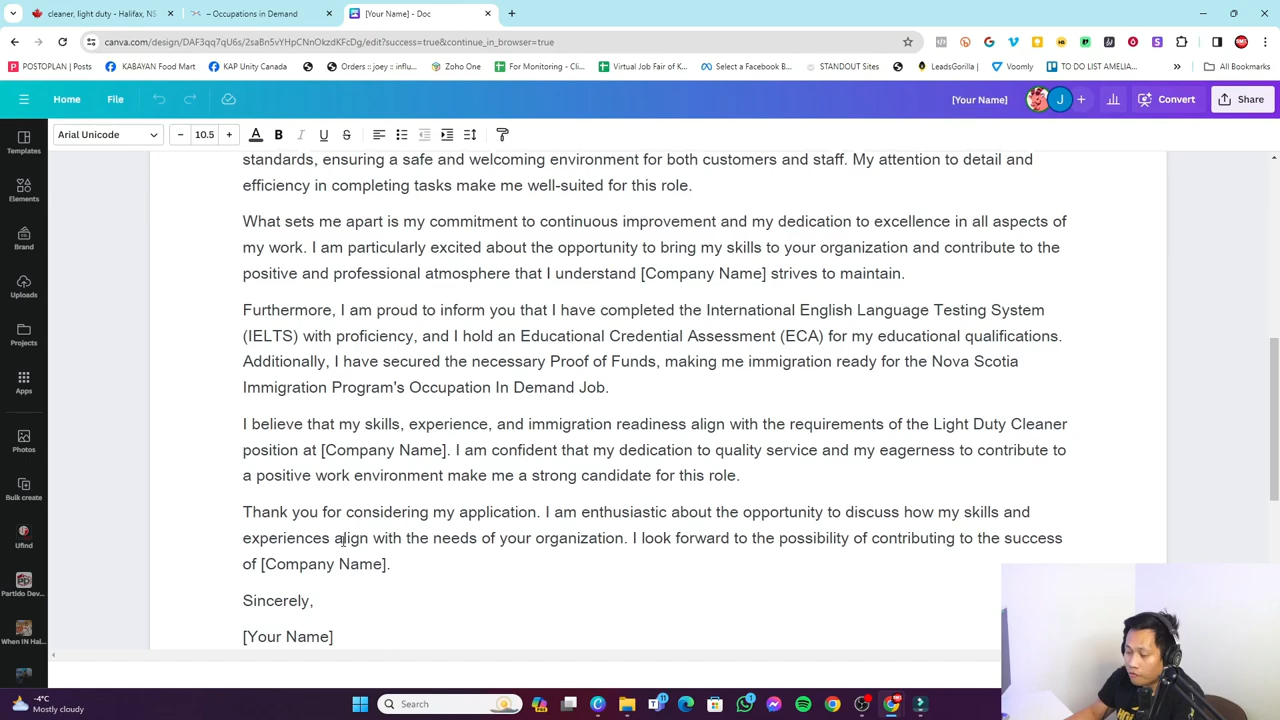 cleaner, light duty - Halifax, NS
– Occupations in Demand
[Your Name] - Doc
canva.com/design/DAF3qq7qU6s/2saBn5vYHpCNnOkzdKFcDg/edit?success=true&continue_in_browser=true
POSTOPLAN | Posts
KABAYAN Food Mart
KAP Unity Canada
Orders :: joey :: influ...
Zoho One
For Monitoring - Cli...
Virtual Job Fair of K...
Select a Facebook B...
STANDOUT Sites
LeadsGorilla |
Voomly
TO DO LIST AMELIA...
All Bookmarks
Home
File
[Your Name]
J
Convert
Share
Arial Unicode
10.5
A
B
I
U
S
Templates
Elements
Brand
Uploads
Projects
Apps
Photos
Bulk create
Ufind
Partido Dev...
When IN Hal...
standards, ensuring a safe and welcoming environment for both customers and staff. My attention to detail and
efficiency in completing tasks make me well-suited for this role.
What sets me apart is my commitment to continuous improvement and my dedication to excellence in all aspects of
my work. I am particularly excited about the opportunity to bring my skills to your organization and contribute to the
positive and professional atmosphere that I understand [Company Name] strives to maintain.
Furthermore, I am proud to inform you that I have completed the International English Language Testing System
(IELTS) with proficiency, and I hold an Educational Credential Assessment (ECA) for my educational qualifications.
Additionally, I have secured the necessary Proof of Funds, making me immigration ready for the Nova Scotia
Immigration Program's Occupation In Demand Job.
I believe that my skills, experience, and immigration readiness align with the requirements of the Light Duty Cleaner
position at [Company Name]. I am confident that my dedication to quality service and my eagerness to contribute to
a positive work environment make me a strong candidate for this role.
Thank you for considering my application. I am enthusiastic about the opportunity to discuss how my skills and
experiences align with the needs of your organization. I look forward to the possibility of contributing to the success
of [Company Name].
Sincerely,
[Your Name]
-4°C
Mostly cloudy
Search